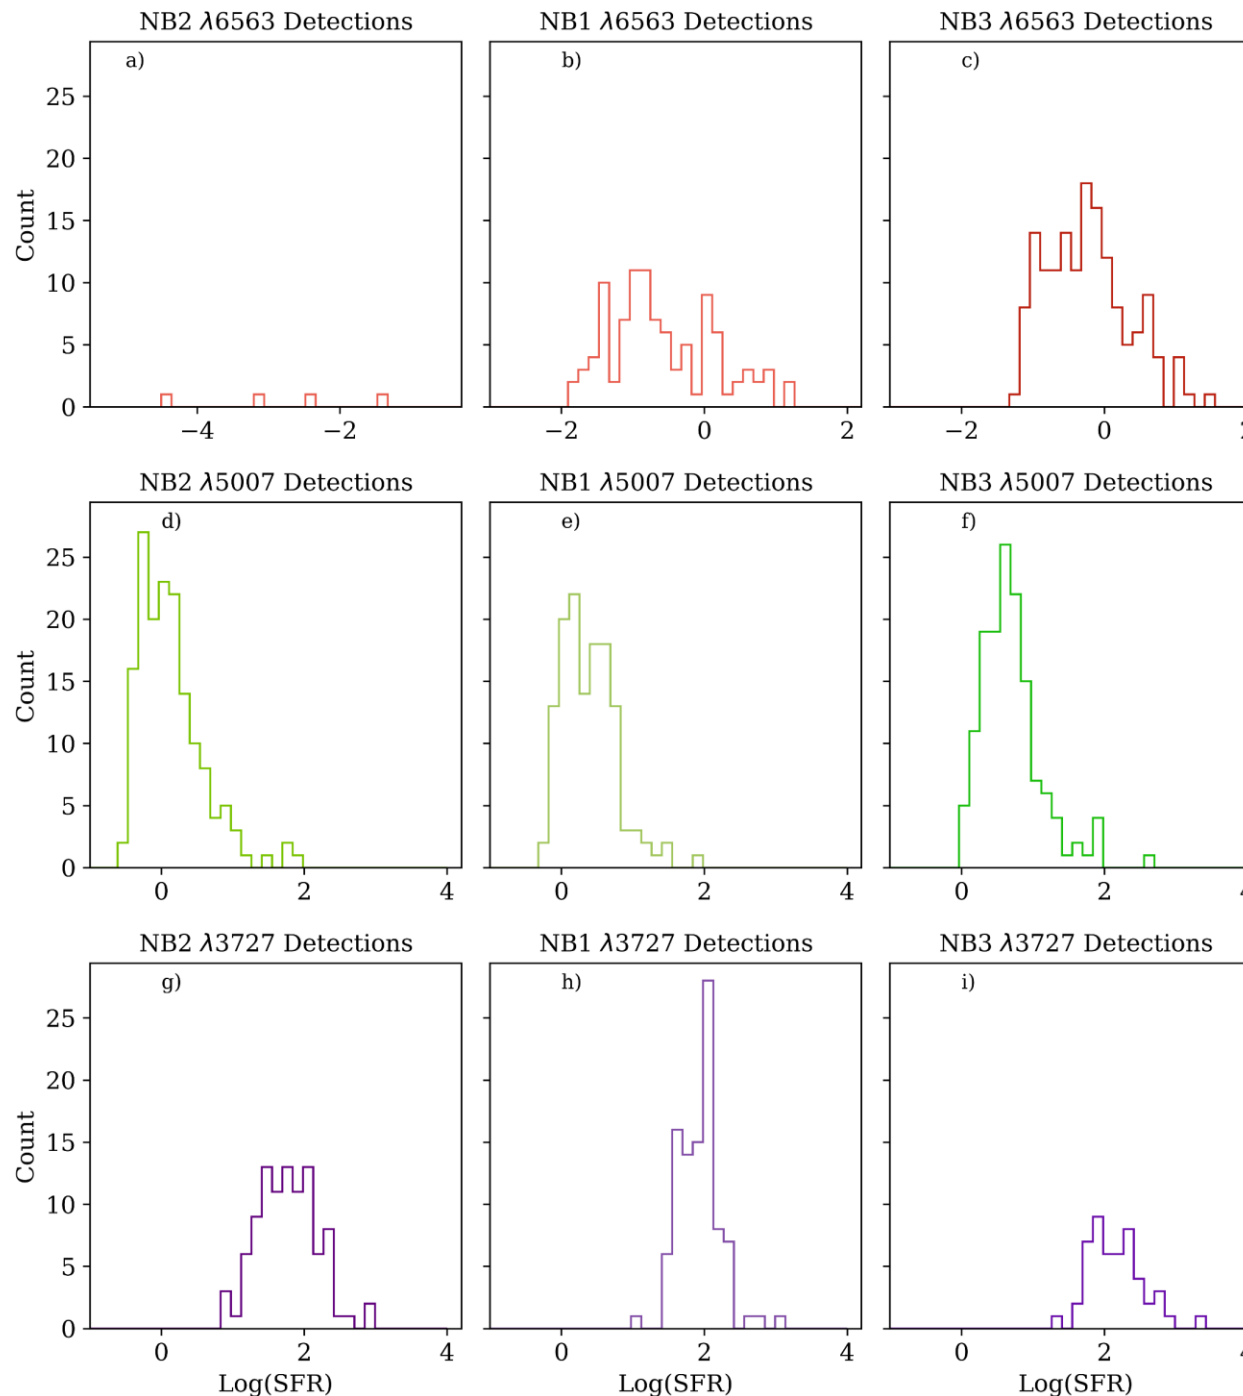 NB2 λ6563 Detections
NB1 λ6563 Detections
NB3 λ6563 Detections
a)
b)
c)
25
20
15
10
5
0
Count
−4
−2
−2
0
2
−2
0
2
NB2 λ5007 Detections
NB1 λ5007 Detections
NB3 λ5007 Detections
d)
e)
f)
25
20
15
10
5
0
Count
0
2
4
0
2
4
0
2
4
NB2 λ3727 Detections
NB1 λ3727 Detections
NB3 λ3727 Detections
g)
h)
i)
25
20
15
10
5
0
Count
0
2
4
0
2
4
0
2
4
Log(SFR)
Log(SFR)
Log(SFR)